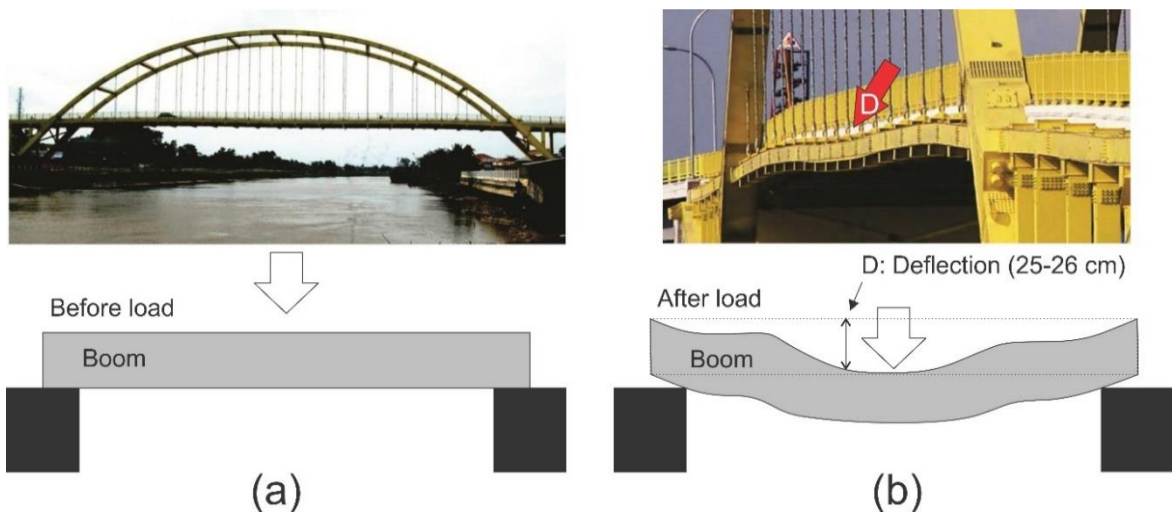 D
D: Deflection (25-26 cm)
Before load
After load
Boom
Boom
(a)
(b)